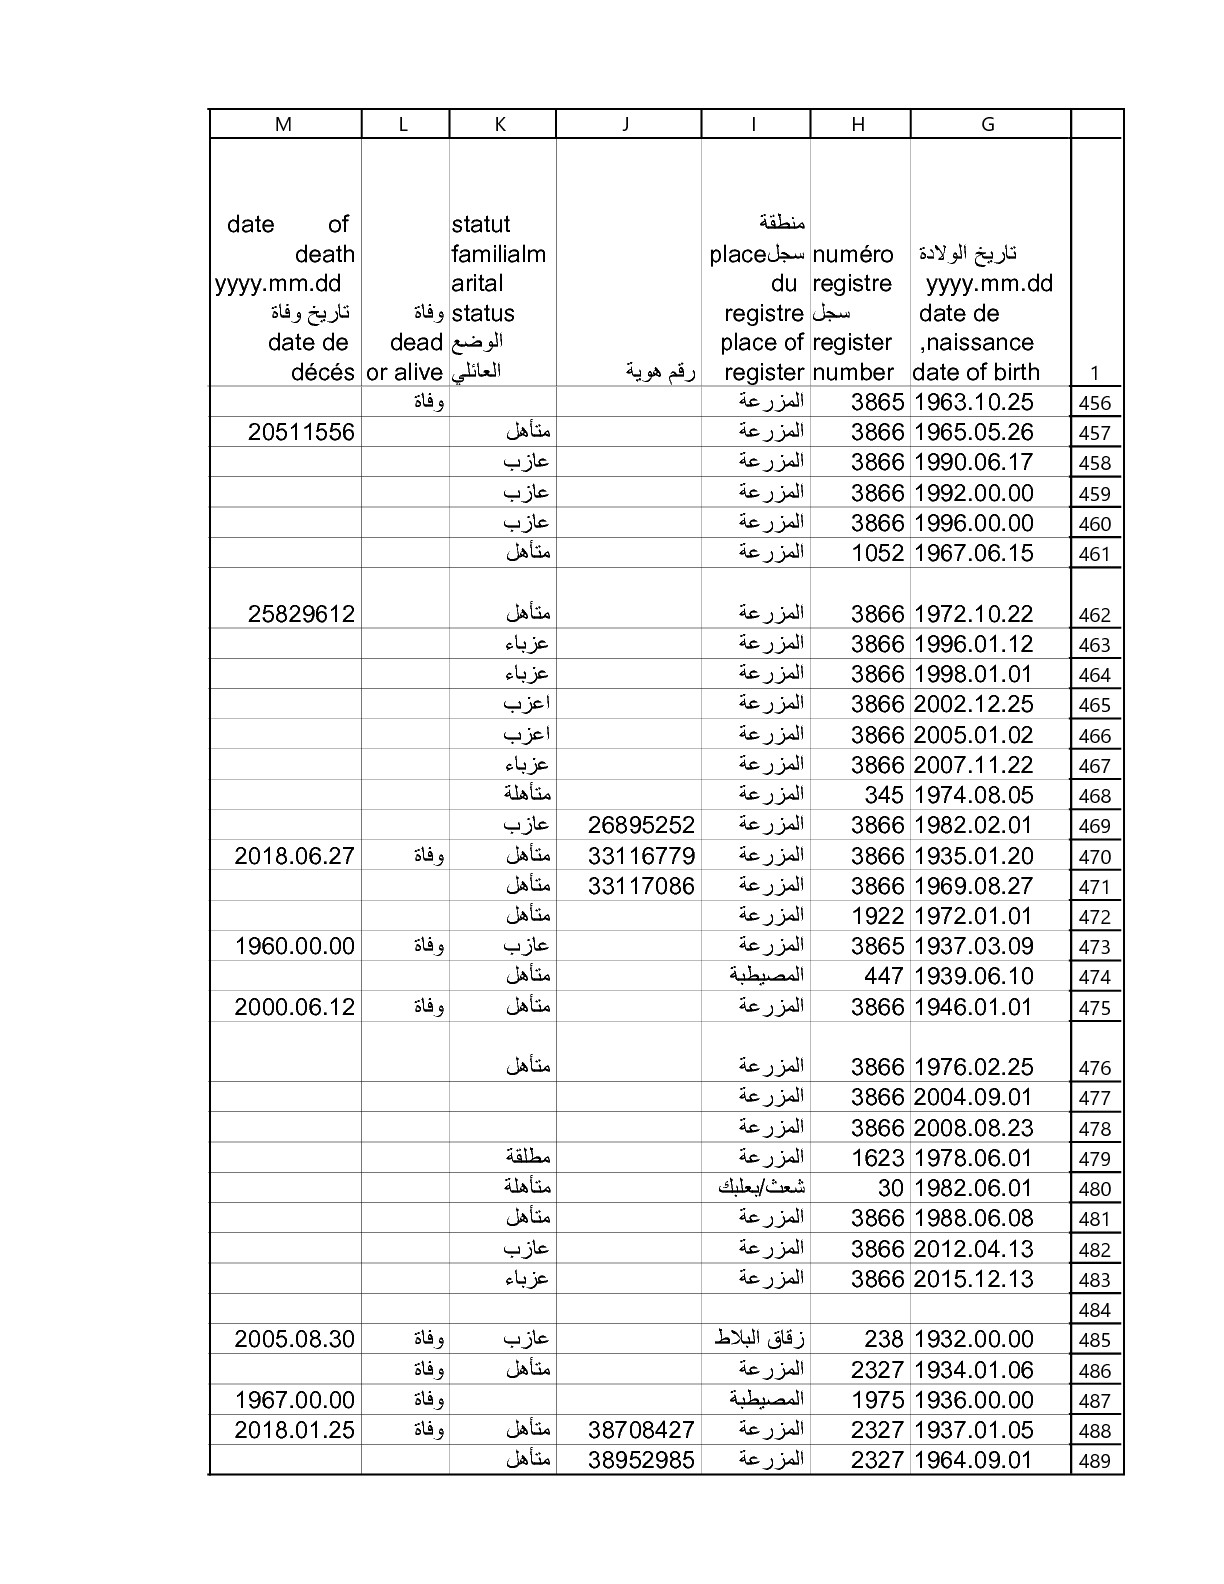 M L K J I H G
date of death yyyy.mm.dd تاريخ وفاة date de décés
وفاة dead or alive
statut familialm arital status الوضع العائلي
رقم هوية
منطقة سجلplace du registre place of register
numéro registre سجل register number
تاريخ الولادة yyyy.mm.dd date de naissance, date of birth
1
وفاة المزرعة 3865 1963.10.25 456
20511556 متأهل المزرعة 3866 1965.05.26 457
عازب المزرعة 3866 1990.06.17 458
عازب المزرعة 3866 1992.00.00 459
عازب المزرعة 3866 1996.00.00 460
متأهل المزرعة 1052 1967.06.15 461
25829612 متأهل المزرعة 3866 1972.10.22 462
عزباء المزرعة 3866 1996.01.12 463
عزباء المزرعة 3866 1998.01.01 464
اعزب المزرعة 3866 2002.12.25 465
اعزب المزرعة 3866 2005.01.02 466
عزباء المزرعة 3866 2007.11.22 467
متأهلة المزرعة 345 1974.08.05 468
عازب 26895252 المزرعة 3866 1982.02.01 469
2018.06.27 وفاة متأهل 33116779 المزرعة 3866 1935.01.20 470
متأهل 33117086 المزرعة 3866 1969.08.27 471
متأهل المزرعة 1922 1972.01.01 472
1960.00.00 وفاة عازب المزرعة 3865 1937.03.09 473
متأهل المصيطبة 447 1939.06.10 474
2000.06.12 وفاة متأهل المزرعة 3866 1946.01.01 475
متأهل المزرعة 3866 1976.02.25 476
المزرعة 3866 2004.09.01 477
المزرعة 3866 2008.08.23 478
مطلقة المزرعة 1623 1978.06.01 479
متأهلة شعث/بعلبك 30 1982.06.01 480
متأهل المزرعة 3866 1988.06.08 481
عازب المزرعة 3866 2012.04.13 482
عزباء المزرعة 3866 2015.12.13 483
484
2005.08.30 وفاة عازب زقاق البلاط 238 1932.00.00 485
وفاة متأهل المزرعة 2327 1934.01.06 486
1967.00.00 وفاة المصيطبة 1975 1936.00.00 487
2018.01.25 وفاة متأهل 38708427 المزرعة 2327 1937.01.05 488
متأهل 38952985 المزرعة 2327 1964.09.01 489